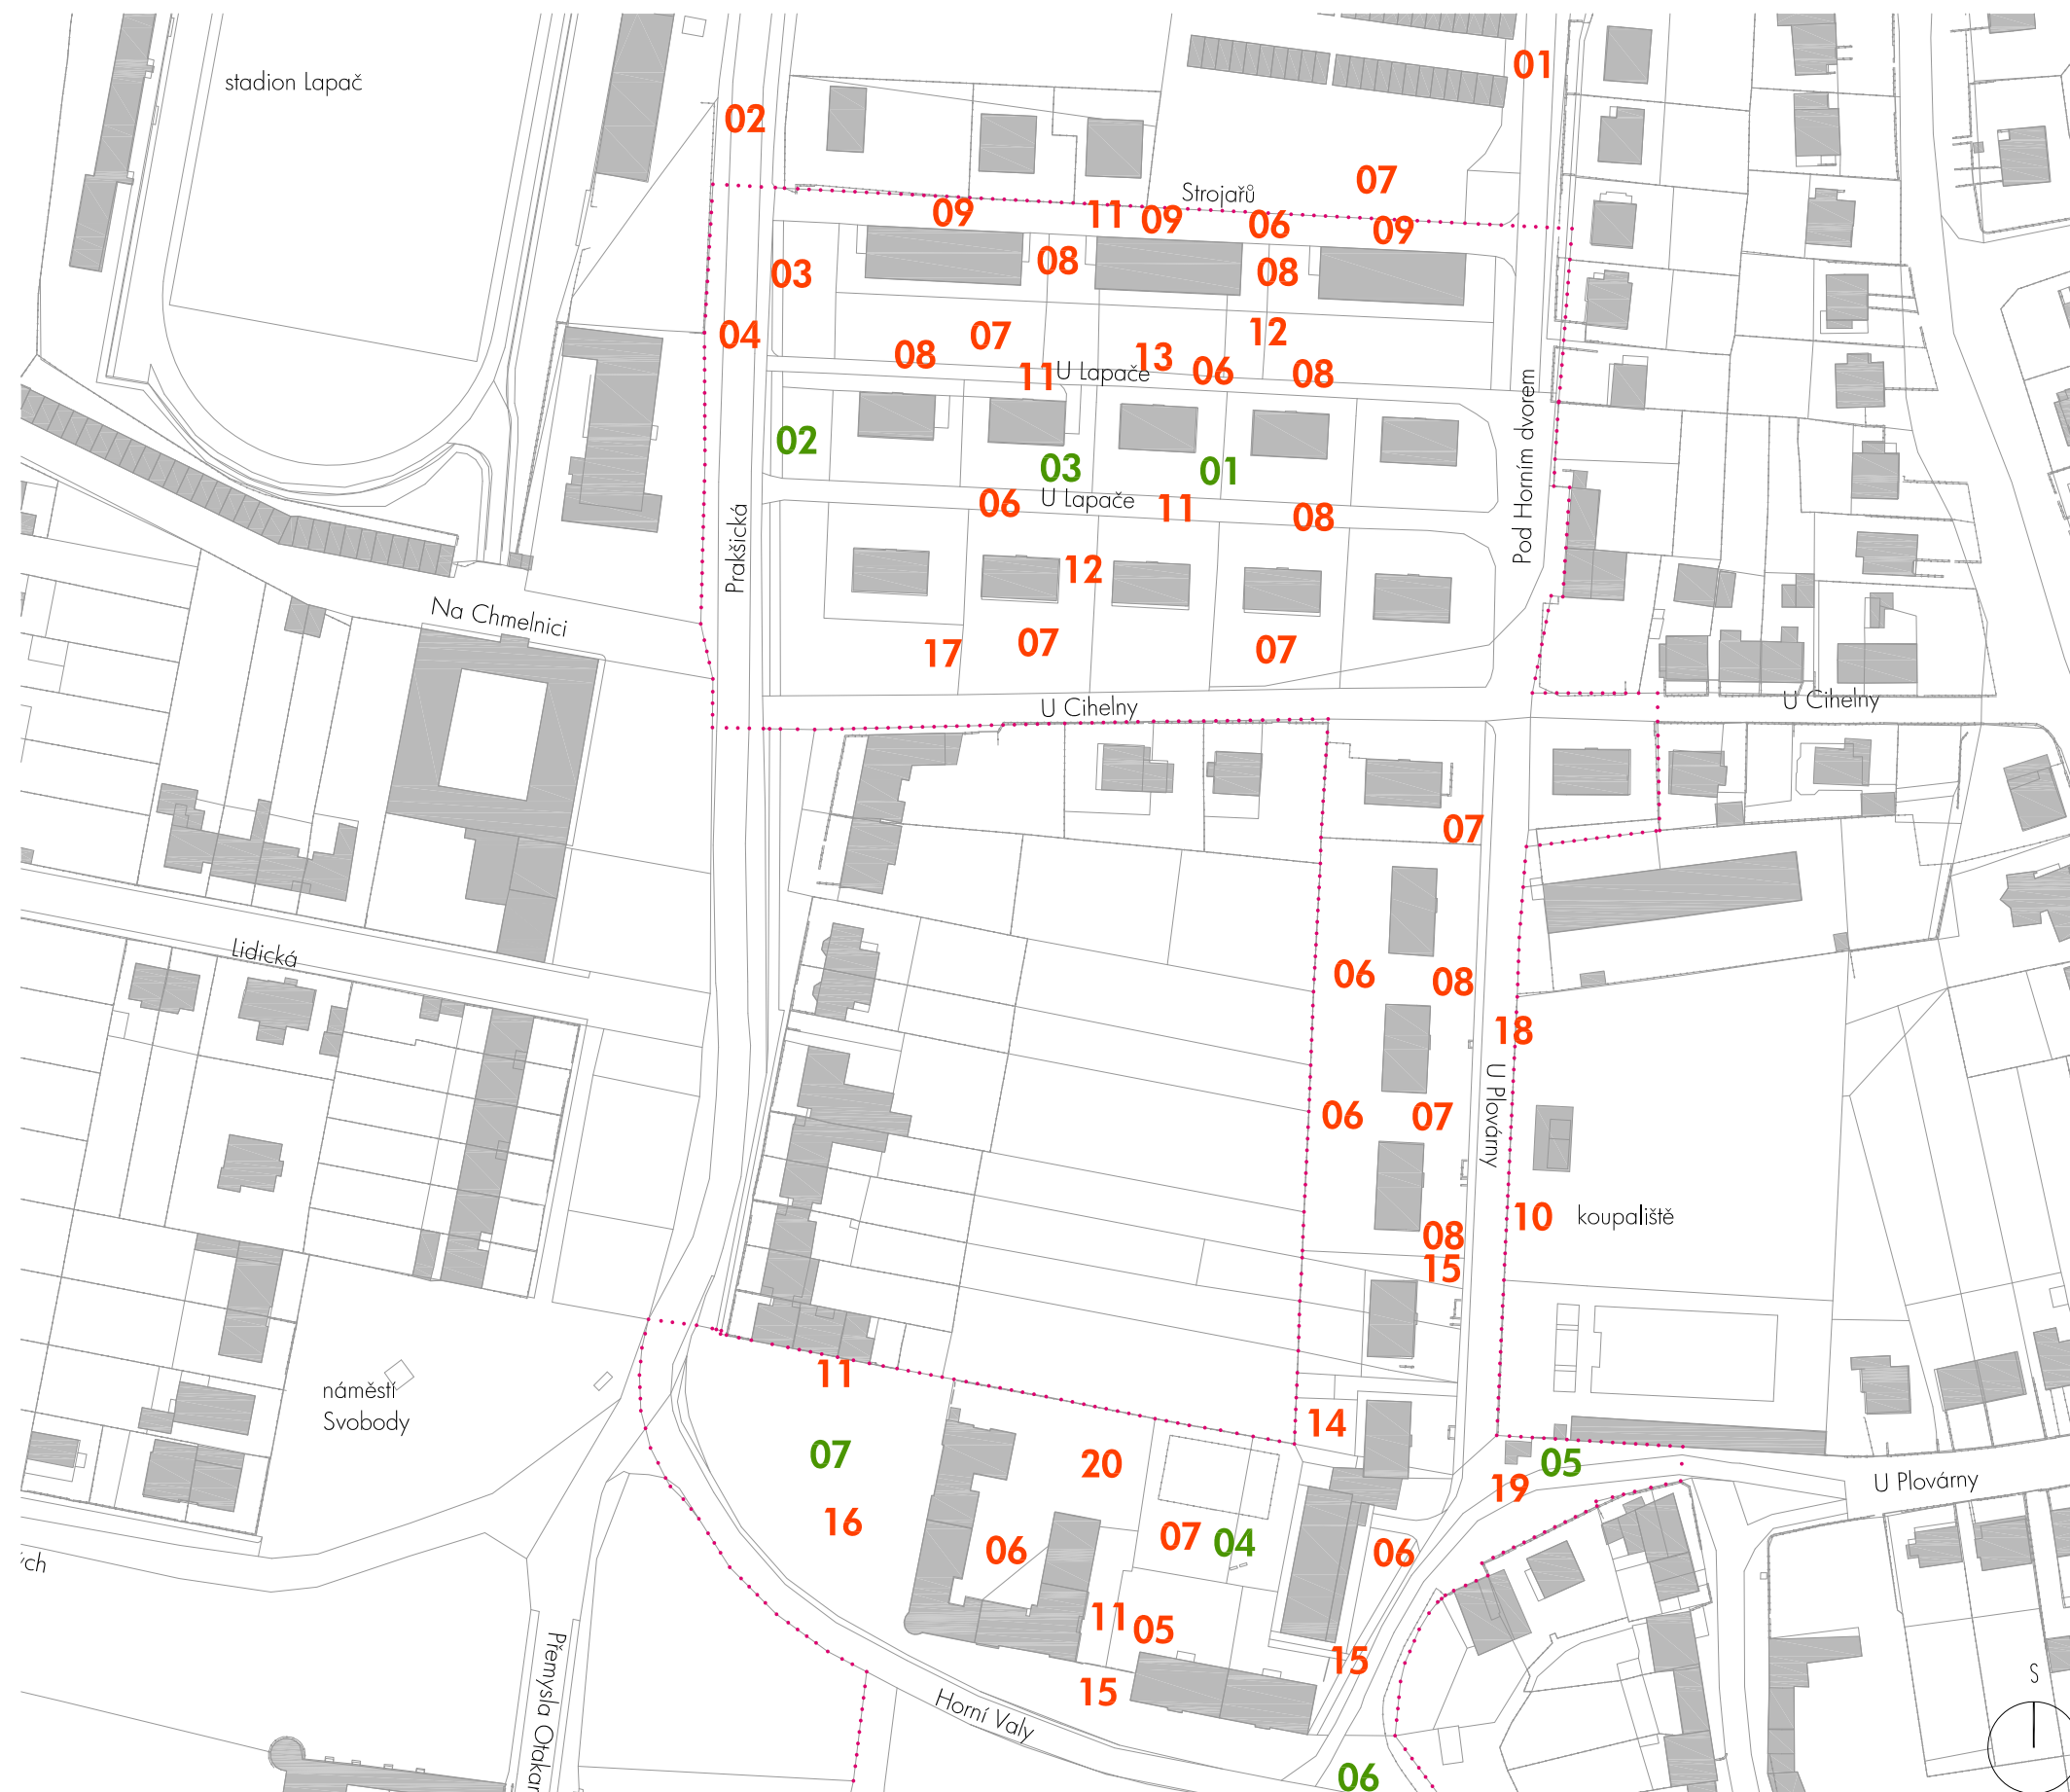 stadion Lapač
01
02
07
Strojařů
09
11
09
06
09
03
08
08
04
07
12
08
13
11
U Lapače
06
08
02
03
01
06
U Lapače
11
08
Prakšická
Pod Horním dvorem
12
Na Chmelnici
17
07
07
U Cihelny
U Cihelny
07
Lidická
06
08
18
06
07
U Plovárny
08
10
koupaliště
15
11
náměstí
Svobody
14
07
20
05
19
U Plovárny
16
06
07
04
06
ých
11
05
15
15
Přemysla Otakar
Horní Valy
S
06